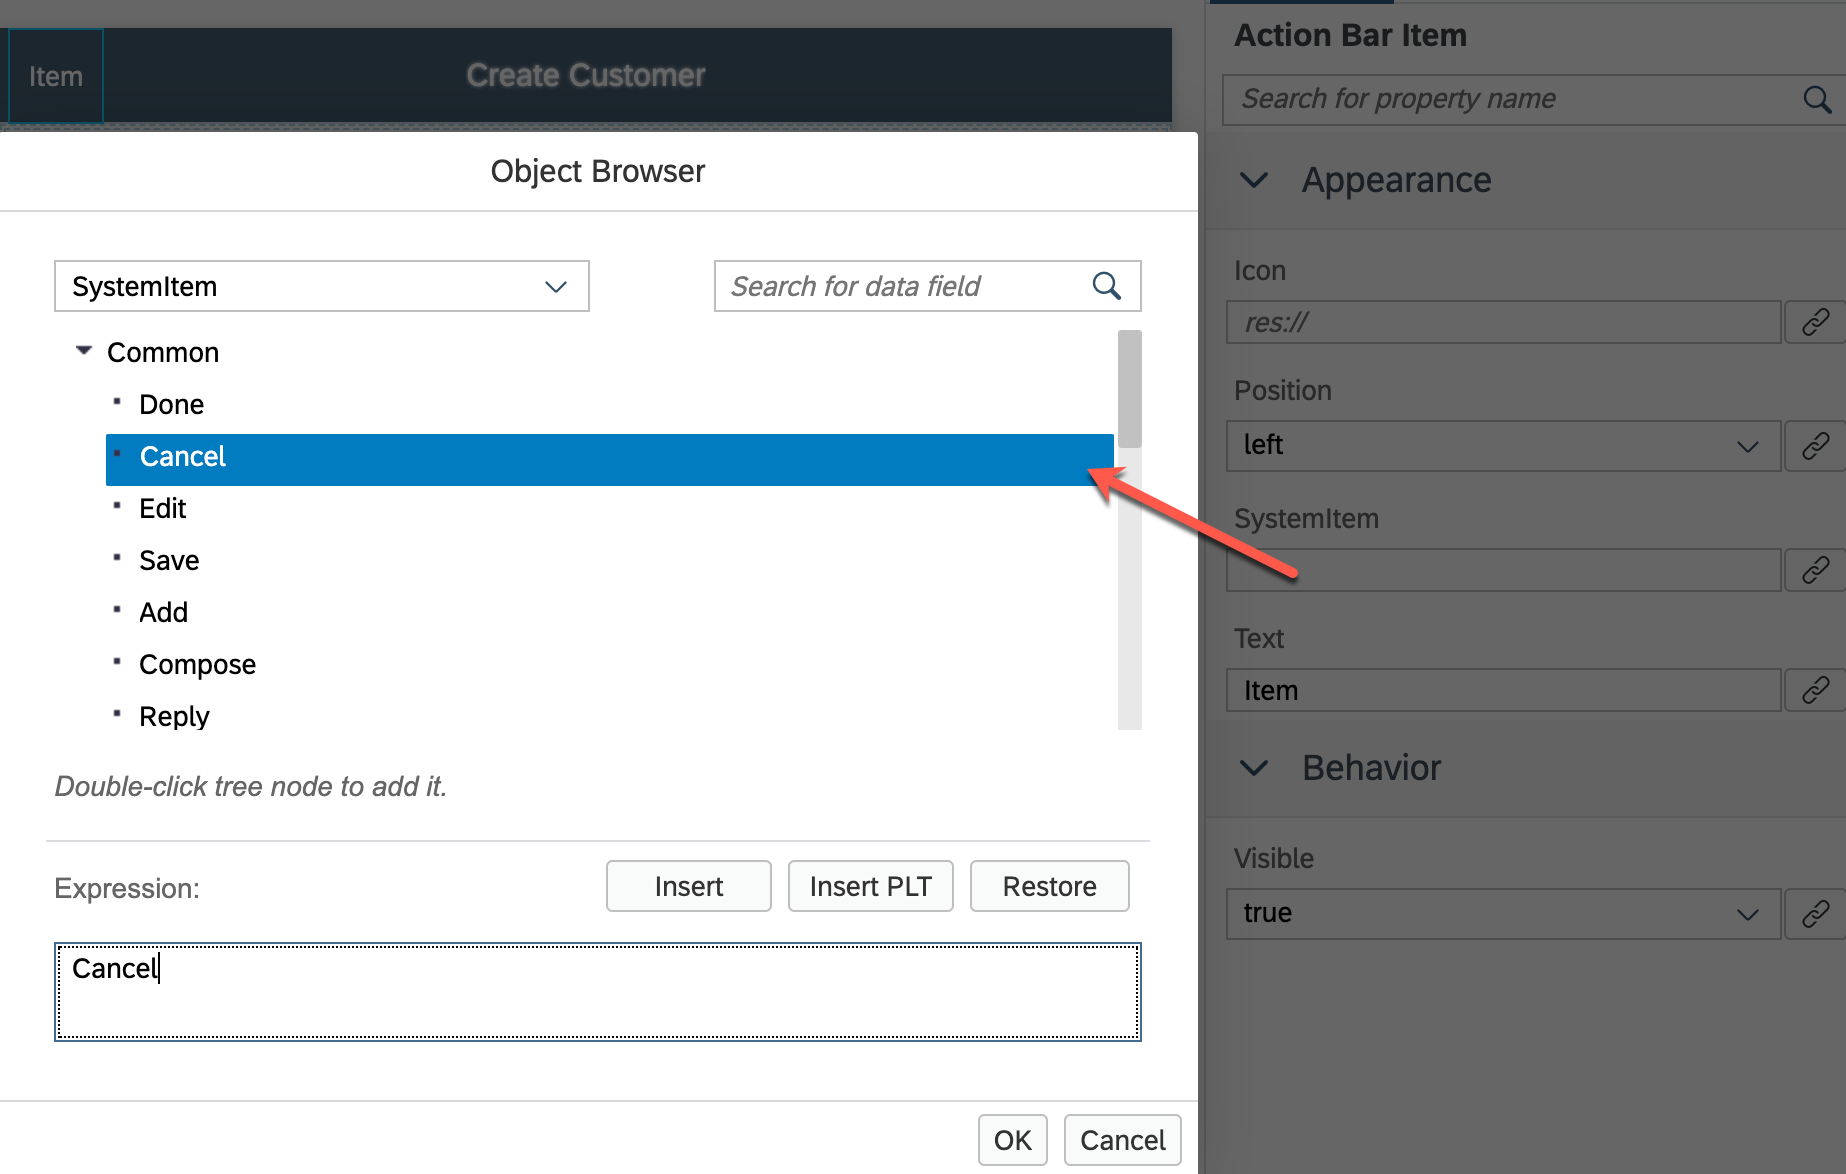 Item
Create Customer
Object Browser
SystemItem
Search for data field
Common
Done
Cancel
Edit
Save
Add
Compose
Reply
Double-click tree node to add it.
Expression:
Insert
Insert PLT
Restore
Cancel
OK
Cancel
Action Bar Item
Search for property name
Appearance
Icon
res://
Position
left
SystemItem
Text
Item
Behavior
Visible
true